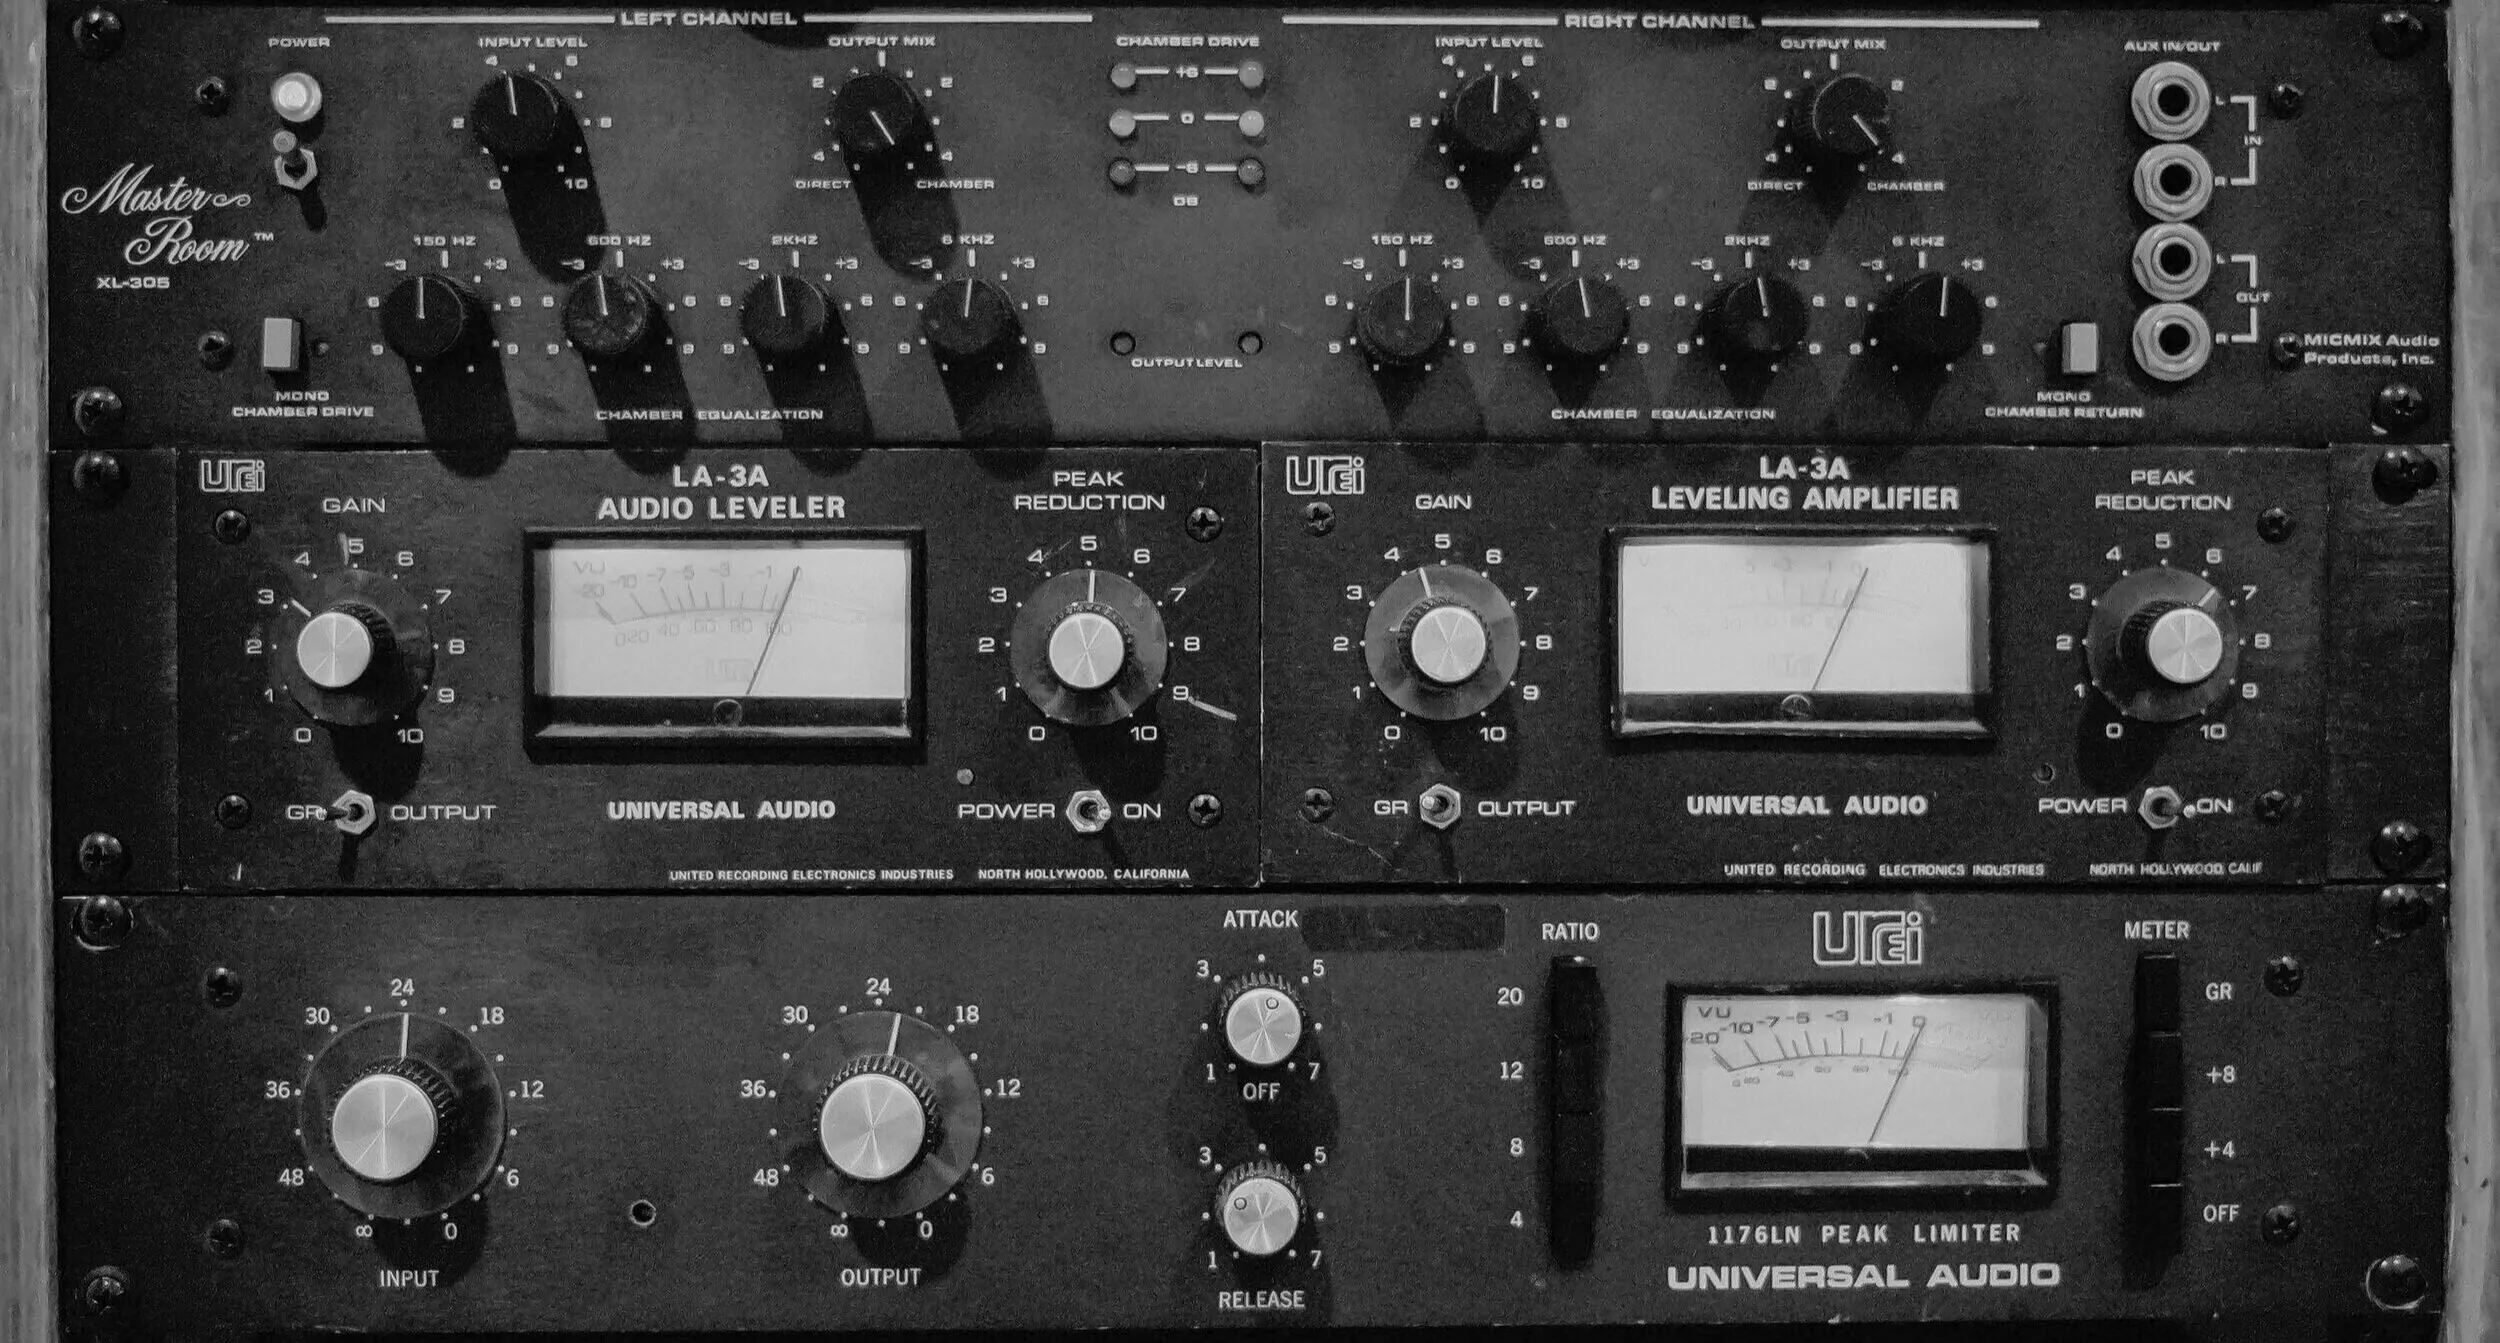 LEFT CHANNEL
RIGHT CHANNEL
POWER
INPUT LEVEL
OUTPUT MIX
CHAMBER DRIVE
INPUT LEVEL
OUTPUT MIX
AUX IN/OUT
4 6
2 8
0 10
2 2
4 4
DIRECT CHAMBER
+6
0
-6
DB
4 6
2 8
0 10
2 2
4 4
DIRECT CHAMBER
L
IN
R
L
OUT
R
Master
Room™
XL-305
150 HZ 600 HZ 2KHZ 6 KHZ
-3 +3 -3 +3 -3 +3 -3 +3
6 6 6 6 6 6 6 6
9 9 9 9 9 9 9 9
150 HZ 600 HZ 2KHZ 6 KHZ
-3 +3 -3 +3 -3 +3 -3 +3
6 6 6 6 6 6 6 6
9 9 9 9 9 9 9 9
OUTPUT LEVEL
MICMIX Audio
Products, Inc.
MONO
CHAMBER DRIVE
CHAMBER EQUALIZATION
CHAMBER EQUALIZATION
MONO
CHAMBER RETURN
UREi
LA-3A
AUDIO LEVELER
GAIN
0 1 2 3 4 5 6 7 8 9 10
VU
-20 -10 -7 -5 -3 -1 0
0 20 40 60 80 100
PEAK
REDUCTION
0 1 2 3 4 5 6 7 8 9 10
GR OUTPUT
UNIVERSAL AUDIO
POWER ON
UNITED RECORDING ELECTRONICS INDUSTRIES NORTH HOLLYWOOD, CALIFORNIA
UREi
LA-3A
LEVELING AMPLIFIER
GAIN
0 1 2 3 4 5 6 7 8 9 10
PEAK
REDUCTION
0 1 2 3 4 5 6 7 8 9 10
GR OUTPUT
UNIVERSAL AUDIO
POWER ON
UNITED RECORDING ELECTRONICS INDUSTRIES NORTH HOLLYWOOD, CALIF
∞ 48 36 30 24 18 12 6 0
INPUT
∞ 48 36 30 24 18 12 6 0
OUTPUT
ATTACK
3 5
1 7
OFF
3 5
1 7
RELEASE
RATIO
20
12
8
4
UREi
VU
-20 -10 -7 -5 -3 -1 0
1176LN PEAK LIMITER
UNIVERSAL AUDIO
METER
GR
+8
+4
OFF